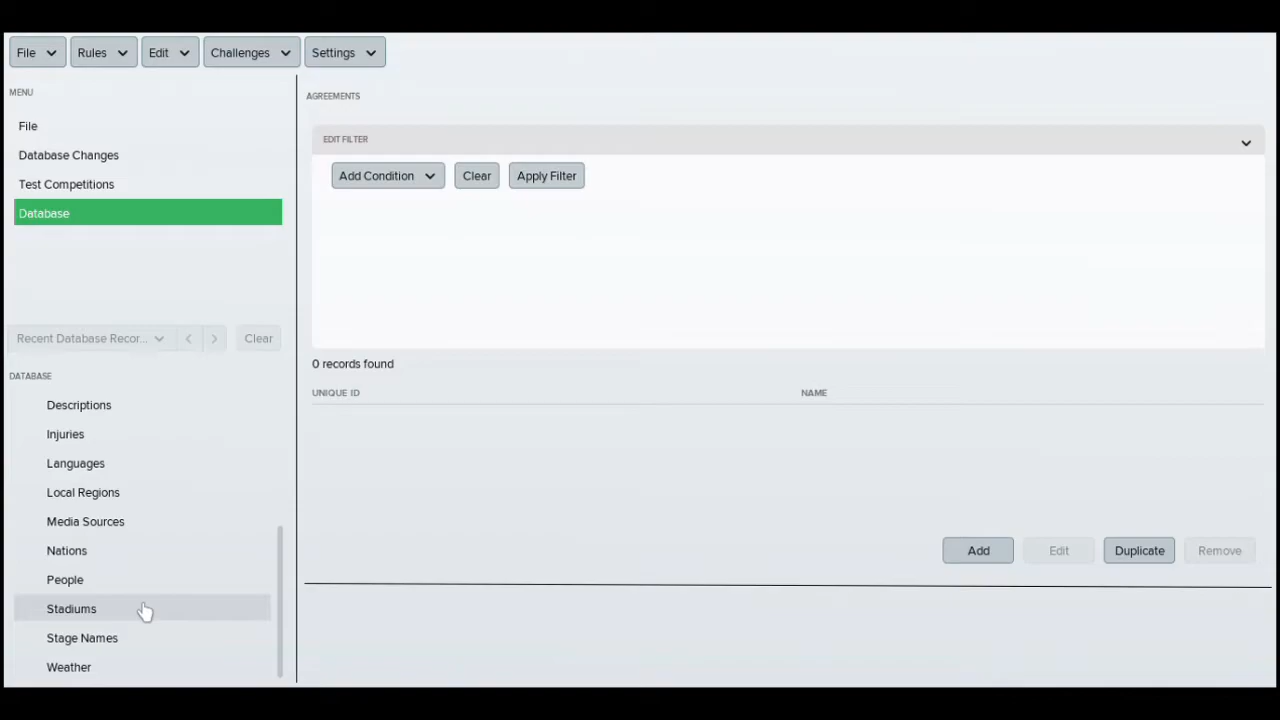 File Rules Edit Challenges Settings
MENU
File
Database Changes
Test Competitions
Database
Recent Database Recor... Clear
DATABASE
Descriptions
Injuries
Languages
Local Regions
Media Sources
Nations
People
Stadiums
Stage Names
Weather
AGREEMENTS
EDIT FILTER
Add Condition Clear Apply Filter
0 records found
UNIQUE ID NAME
Add Edit Duplicate Remove